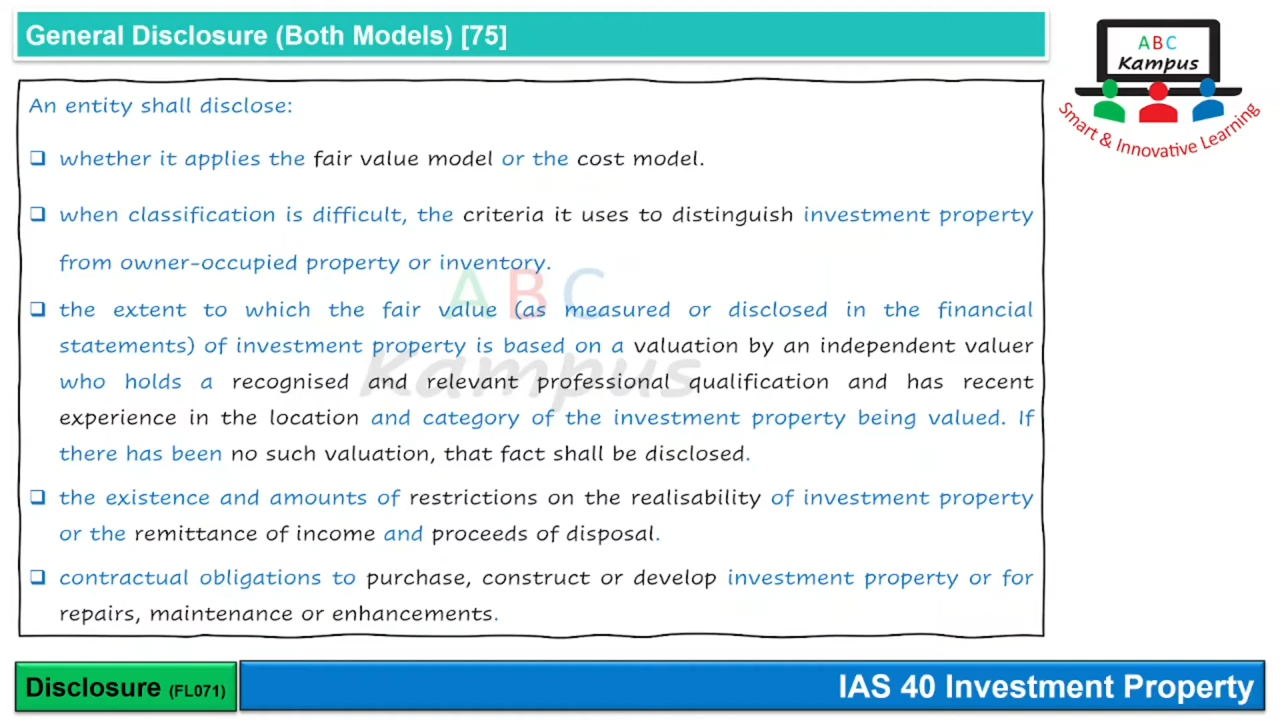 General Disclosure (Both Models) [75]
ABC
Kampus
Smart & Innovative Learning
An entity shall disclose:
whether it applies the fair value model or the cost model.
when classification is difficult, the criteria it uses to distinguish investment property
from owner-occupied property or inventory.
the extent to which the fair value (as measured or disclosed in the financial
statements) of investment property is based on a valuation by an independent valuer
who holds a recognised and relevant professional qualification and has recent
experience in the location and category of the investment property being valued. If
there has been no such valuation, that fact shall be disclosed.
the existence and amounts of restrictions on the realisability of investment property
or the remittance of income and proceeds of disposal.
contractual obligations to purchase, construct or develop investment property or for
repairs, maintenance or enhancements.
ABC
Kampus
Disclosure (FL071)
IAS 40 Investment Property